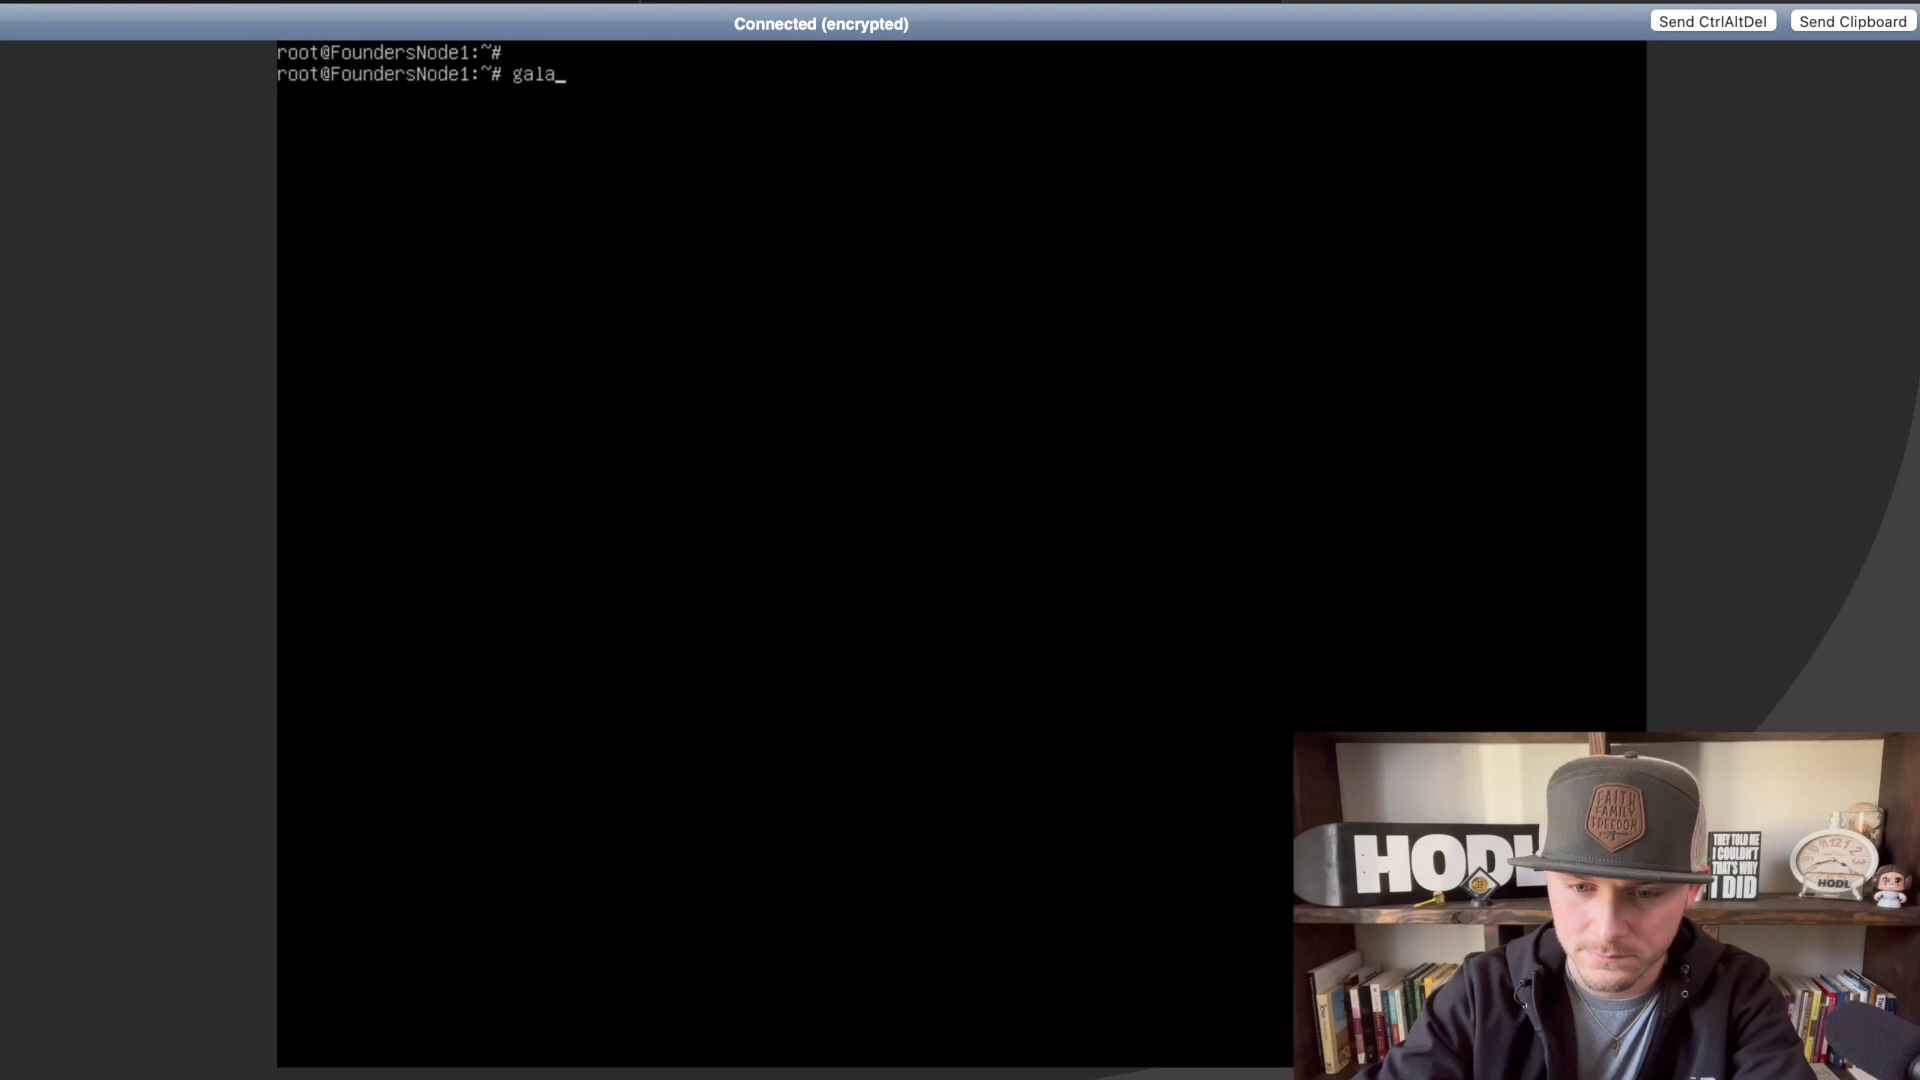 Connected (encrypted)
Send CtrlAltDel
Send Clipboard
root@FoundersNode1:~#
root@FoundersNode1:~# gala_
FAITH
FAMILY
FREEDOM
HODL
THEY TOLD ME
I COULDN'T
THAT'S WHY
I DID
HODL